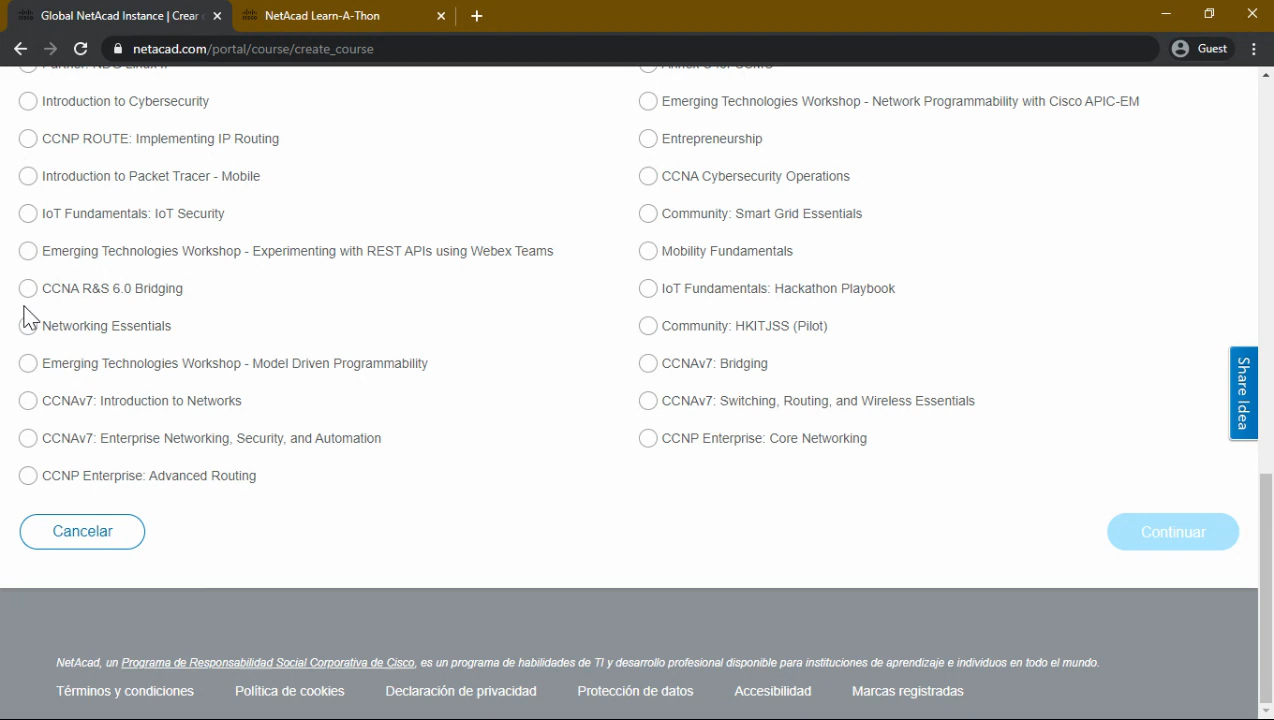 Global NetAcad Instance | Crear
NetAcad Learn-A-Thon
netacad.com/portal/course/create_course
Guest
Introduction to Cybersecurity
Emerging Technologies Workshop - Network Programmability with Cisco APIC-EM
CCNP ROUTE: Implementing IP Routing
Entrepreneurship
Introduction to Packet Tracer - Mobile
CCNA Cybersecurity Operations
IoT Fundamentals: IoT Security
Community: Smart Grid Essentials
Emerging Technologies Workshop - Experimenting with REST APIs using Webex Teams
Mobility Fundamentals
CCNA R&S 6.0 Bridging
IoT Fundamentals: Hackathon Playbook
Networking Essentials
Community: HKITJSS (Pilot)
Emerging Technologies Workshop - Model Driven Programmability
CCNAv7: Bridging
Share Idea
CCNAv7: Introduction to Networks
CCNAv7: Switching, Routing, and Wireless Essentials
CCNAv7: Enterprise Networking, Security, and Automation
CCNP Enterprise: Core Networking
CCNP Enterprise: Advanced Routing
Cancelar
Continuar
NetAcad, un Programa de Responsabilidad Social Corporativa de Cisco, es un programa de habilidades de TI y desarrollo profesional disponible para instituciones de aprendizaje e individuos en todo el mundo.
Términos y condiciones
Política de cookies
Declaración de privacidad
Protección de datos
Accesibilidad
Marcas registradas